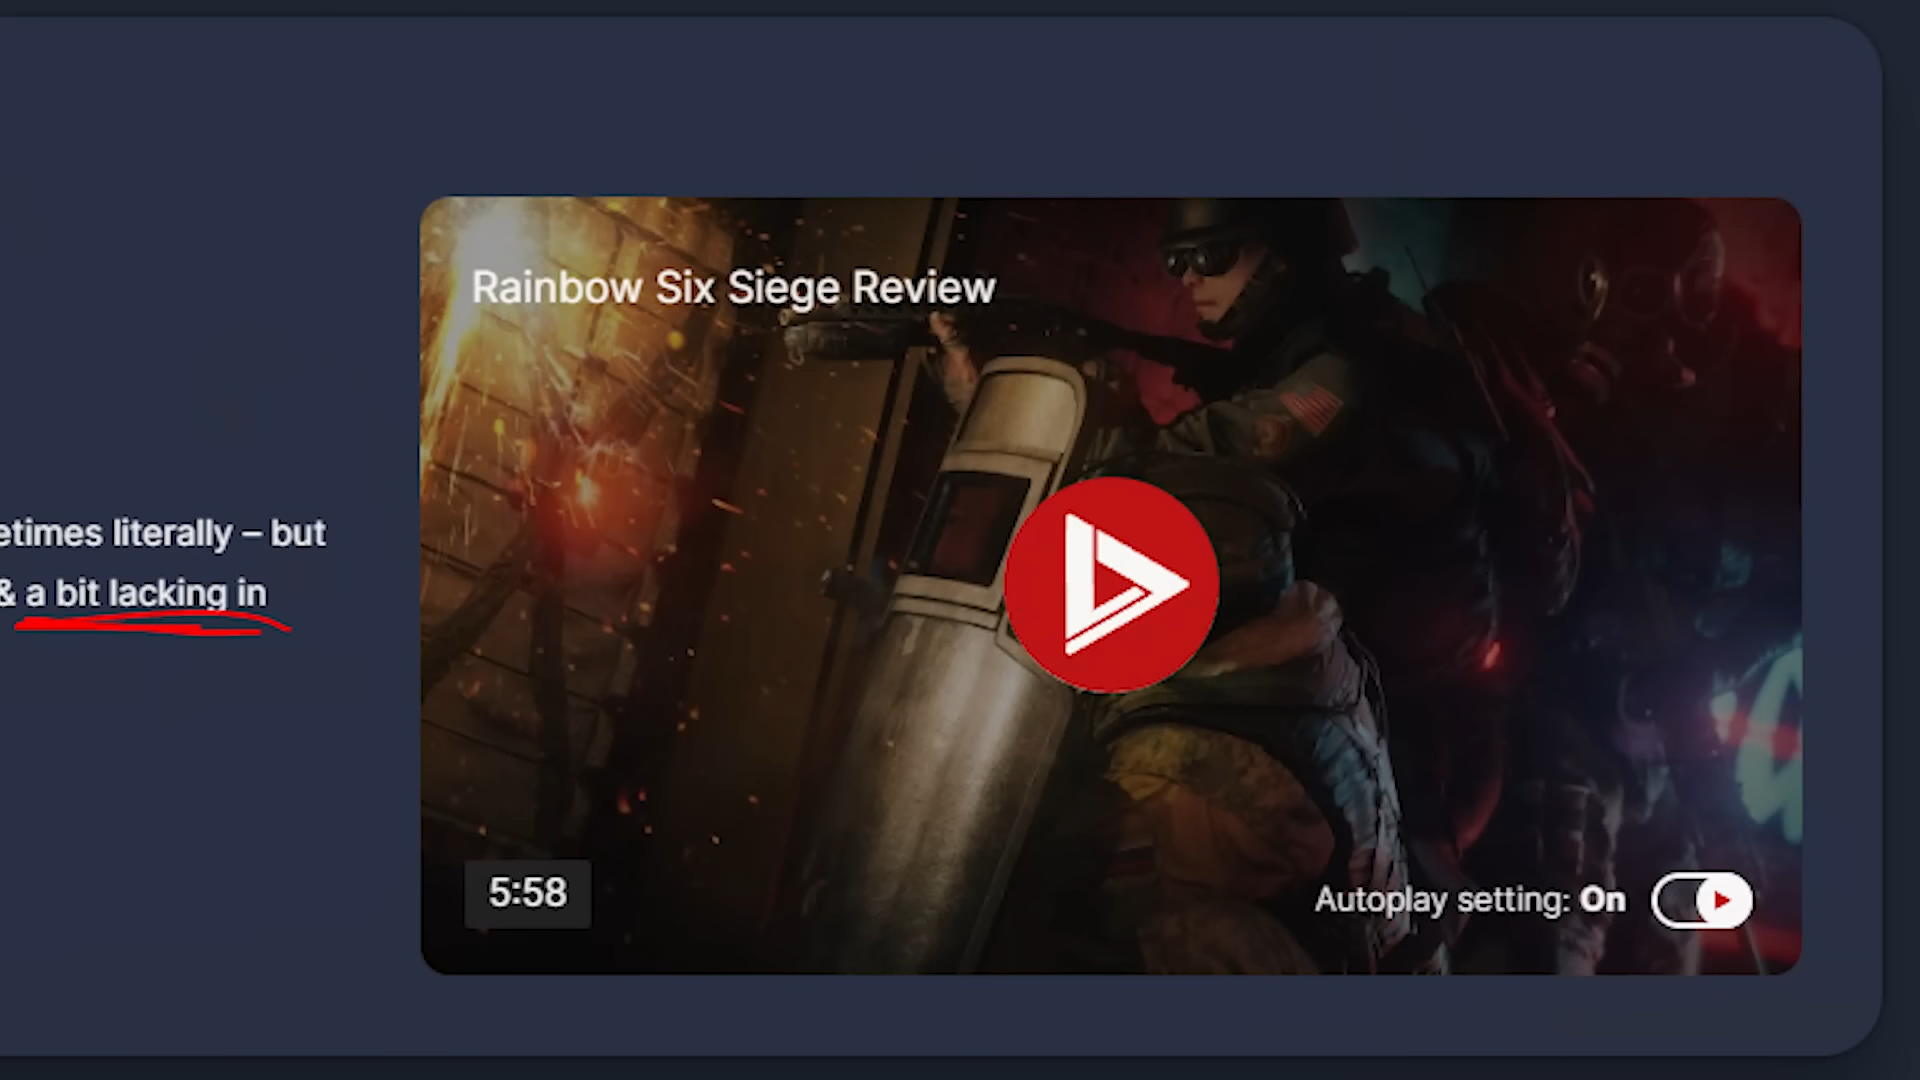 Rainbow Six Siege Review
etimes literally – but
& a bit lacking in
5:58
Autoplay setting: On